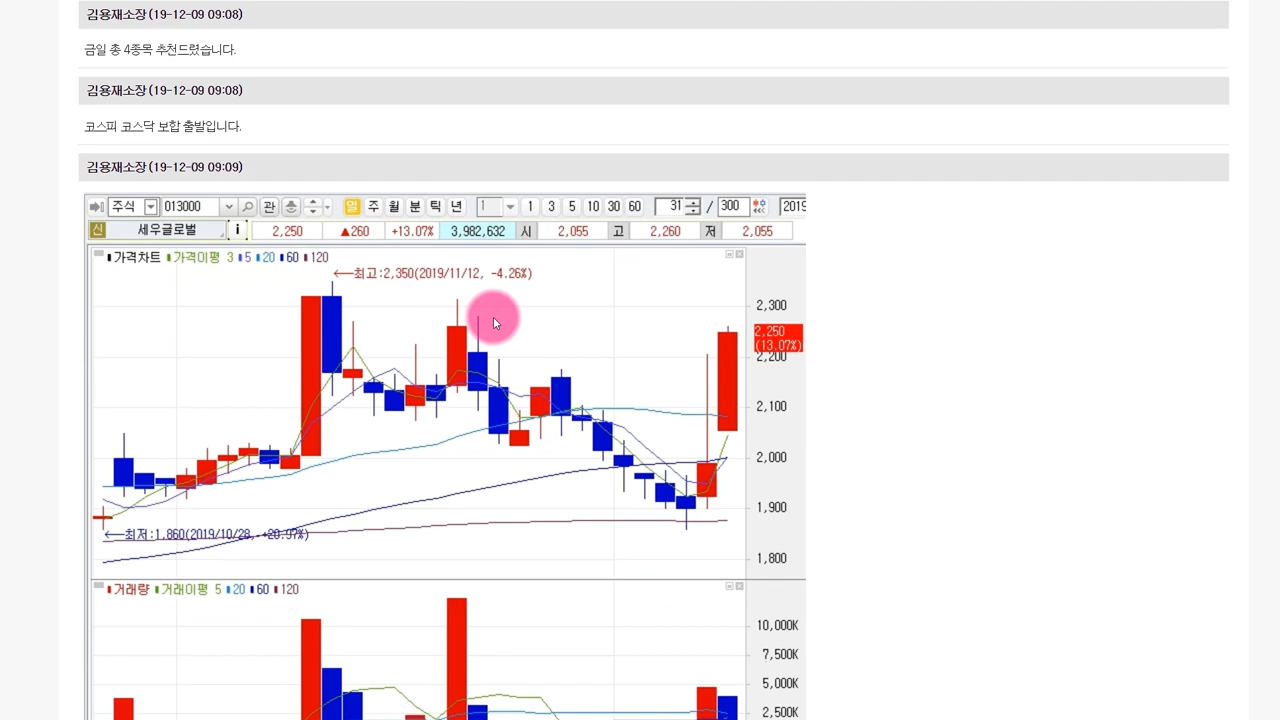 김용재소장 (19-12-09 09:08)
금일 총 4종목 추천드렸습니다.
김용재소장 (19-12-09 09:08)
코스피 코스닥 보합 출발입니다.
김용재소장 (19-12-09 09:09)
주식 013000 관 일 주 월 분 틱 년 1 1 3 5 10 30 60 31 / 300 2019
신 세우글로벌 i 2,250 ▲260 +13.07% 3,982,632 시 2,055 고 2,260 저 2,055
가격차트 가격이평 3 5 20 60 120
←최고:2,350(2019/11/12, -4.26%)
2,300
2,250
(13.07%)
2,200
2,100
2,000
1,900
←최저:1,860(2019/10/28, +20.97%)
1,800
거래량 거래이평 5 20 60 120
10,000K
7,500K
5,000K
2,500K